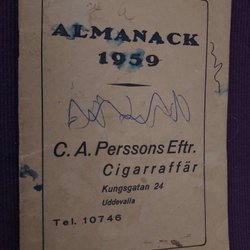 ALMANACK
1959
C. A. Perssons Eftr.
Cigarraffär
Kungsgatan 24
Uddevalla
Tel. 10746